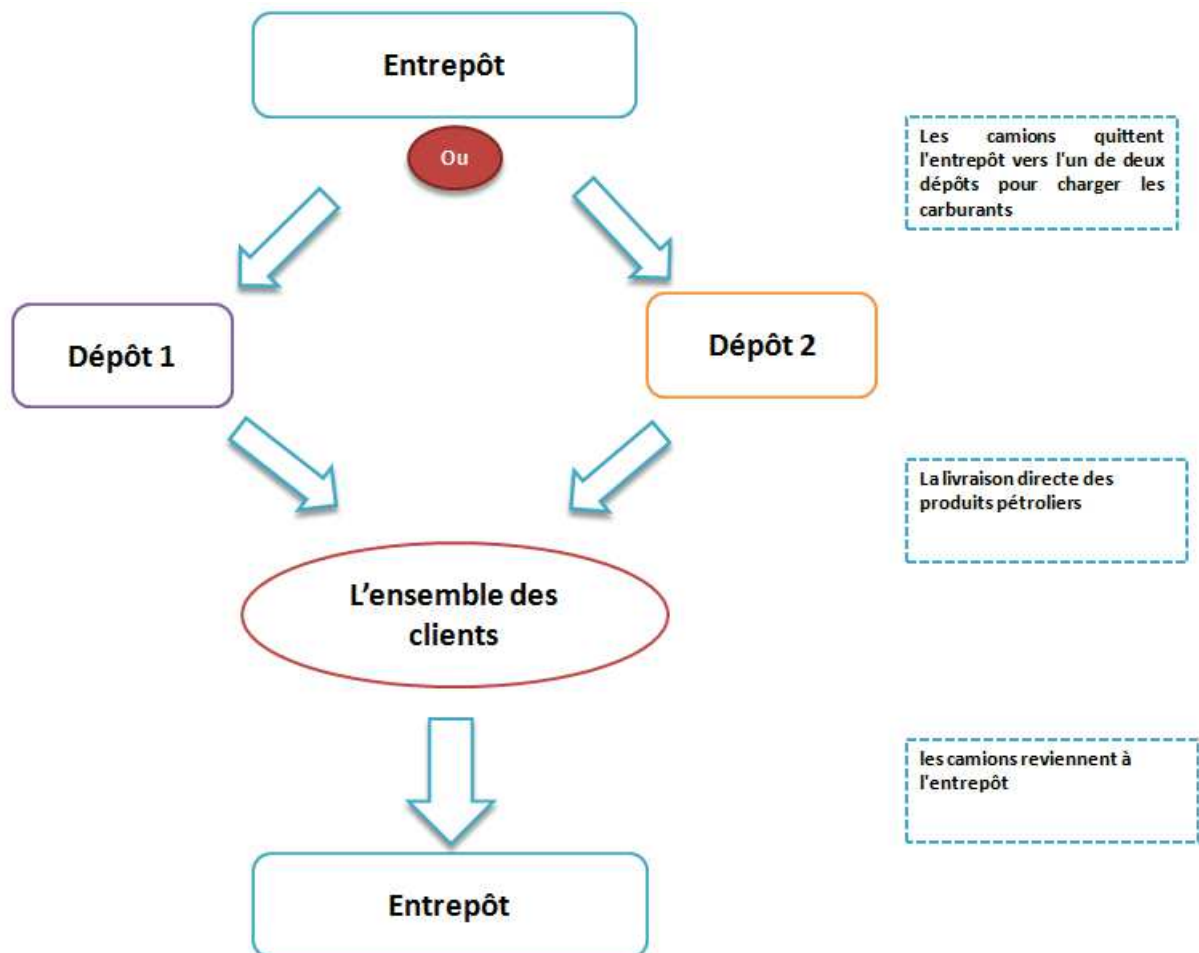 Entrepôt
Ou
Les camions quittent
l'entrepôt vers l'un de deux
dépôts pour charger les
carburants
Dépôt 1
Dépôt 2
La livraison directe des
produits pétroliers
L'ensemble des
clients
les camions reviennent à
l'entrepôt
Entrepôt